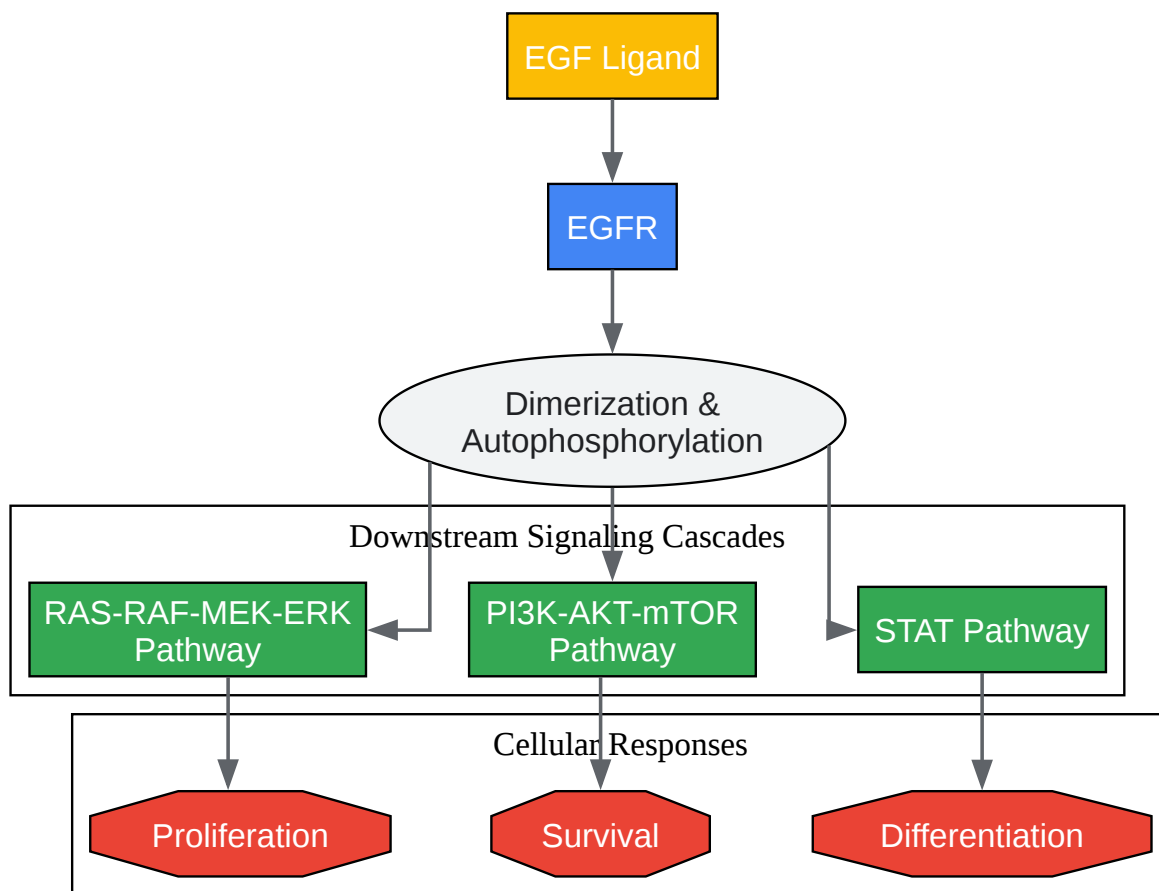 EGF Ligand
EGFR
Dimerization &
Autophosphorylation
Downstream Signaling Cascades
RAS-RAF-MEK-ERK
Pathway
PI3K-AKT-mTOR
Pathway
STAT Pathway
Cellular Responses
Proliferation
Survival
Differentiation